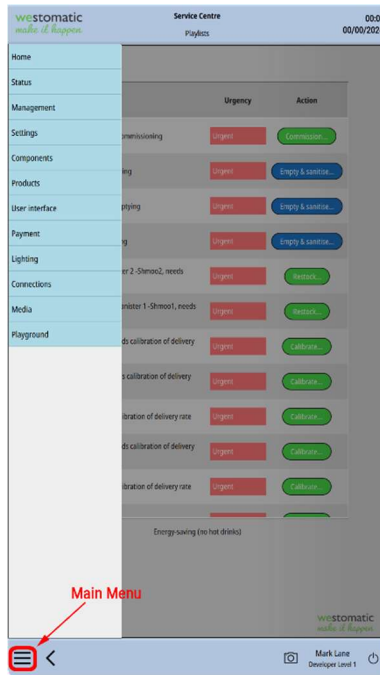 westomatic
make it happen
Service Centre
Playlists
00:0
00/00/202
Home
Status
Management
Settings
Components
Products
User interface
Payment
Lighting
Connections
Media
Playground
Urgency
Action
ommissioning
Urgent
Commission...
ing
Urgent
Empty & sanitise...
ptying
Urgent
Empty & sanitise...
g
Urgent
Empty & sanitise...
er 2 -Shmoo2, needs
Urgent
Restock...
anister 1 -Shmoo1, needs
Urgent
Restock...
ds calibration of delivery
Urgent
Calibrate...
s calibration of delivery
Urgent
Calibrate...
ibration of delivery rate
Urgent
Calibrate...
ds calibration of delivery
Urgent
Calibrate...
ibration of delivery rate
Urgent
Calibrate...
Energy-saving (no hot drinks)
Main Menu
westomatic
make it happen
Mark Lane
Developer Level 1